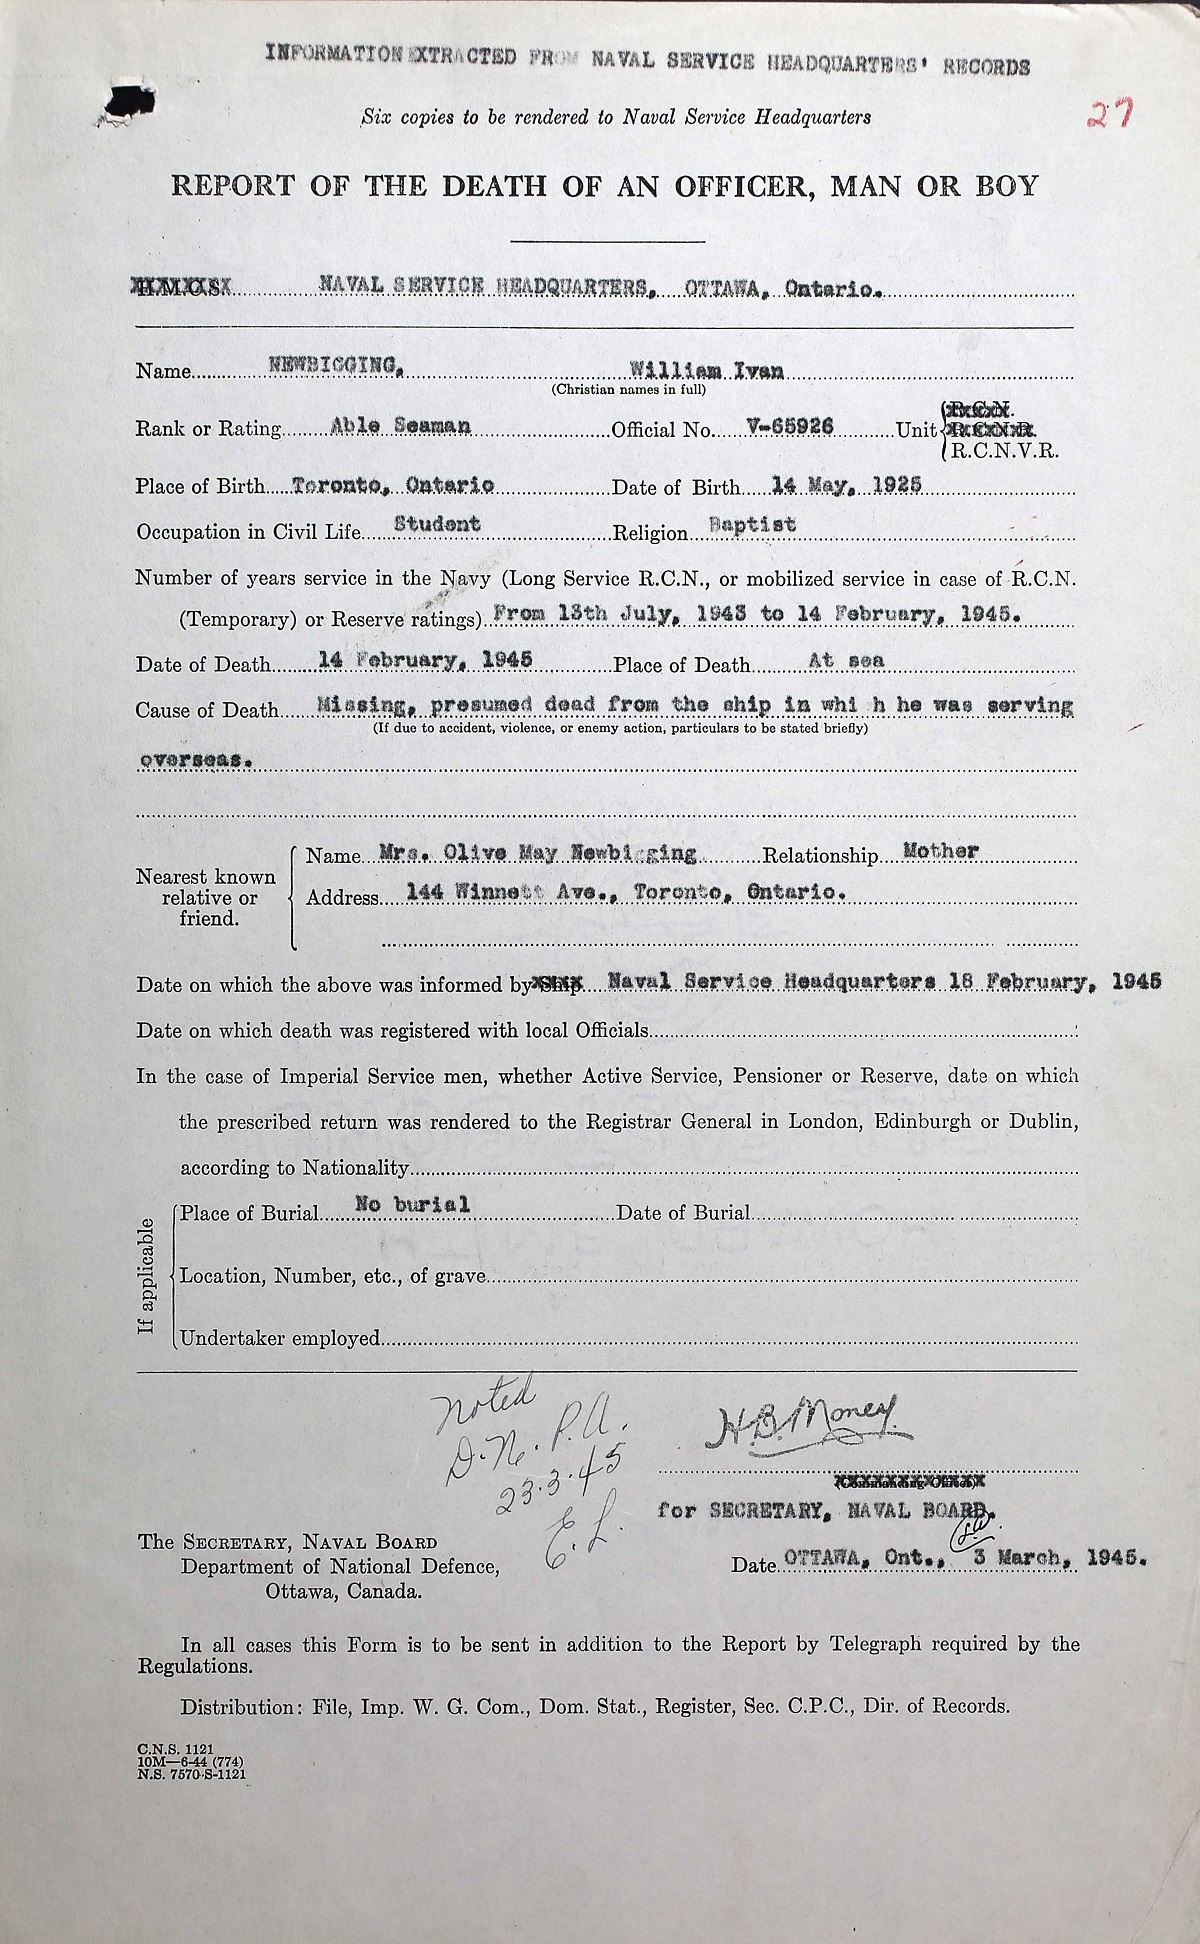 INFORMATION EXTRACTED FROM NAVAL SERVICE HEADQUARTERS' RECORDS
Six copies to be rendered to Naval Service Headquarters
27
REPORT OF THE DEATH OF AN OFFICER, MAN OR BOY
H.M.C.S. NAVAL SERVICE HEADQUARTERS, OTTAWA, Ontario.
Name NEWBIGGING, William Ivan
(Christian names in full)
R.C.N.
Rank or Rating Able Seaman Official No. V-65926 Unit R.C.N.R.
R.C.N.V.R.
Place of Birth Toronto, Ontario Date of Birth 14 May, 1925
Occupation in Civil Life Student Religion Baptist
Number of years service in the Navy (Long Service R.C.N., or mobilized service in case of R.C.N.
(Temporary) or Reserve ratings) From 13th July, 1943 to 14 February, 1945.
Date of Death 14 February, 1945 Place of Death At sea
Cause of Death Missing, presumed dead from the ship in whi h he was serving
(If due to accident, violence, or enemy action, particulars to be stated briefly)
overseas.
Name Mrs. Olive May Newbigging Relationship Mother
Nearest known
relative or
friend.
Address 144 Winnett Ave., Toronto, Ontario.
Date on which the above was informed by Ship Naval Service Headquarters 18 February, 1945
Date on which death was registered with local Officials
In the case of Imperial Service men, whether Active Service, Pensioner or Reserve, date on which
the prescribed return was rendered to the Registrar General in London, Edinburgh or Dublin,
according to Nationality
If applicable
Place of Burial No burial Date of Burial
Location, Number, etc., of grave
Undertaker employed
Noted
D.N.P.A.
23.3.45
E.L.
H.B. Money
(Commanding Officer)
for SECRETARY, NAVAL BOARD.
The SECRETARY, NAVAL BOARD
Department of National Defence,
Ottawa, Canada.
Date OTTAWA, Ont., 3 March, 1945.
In all cases this Form is to be sent in addition to the Report by Telegraph required by the
Regulations.
Distribution: File, Imp. W. G. Com., Dom. Stat., Register, Sec. C.P.C., Dir. of Records.
C.N.S. 1121
10M—6-44 (774)
N.S. 7570-S-1121